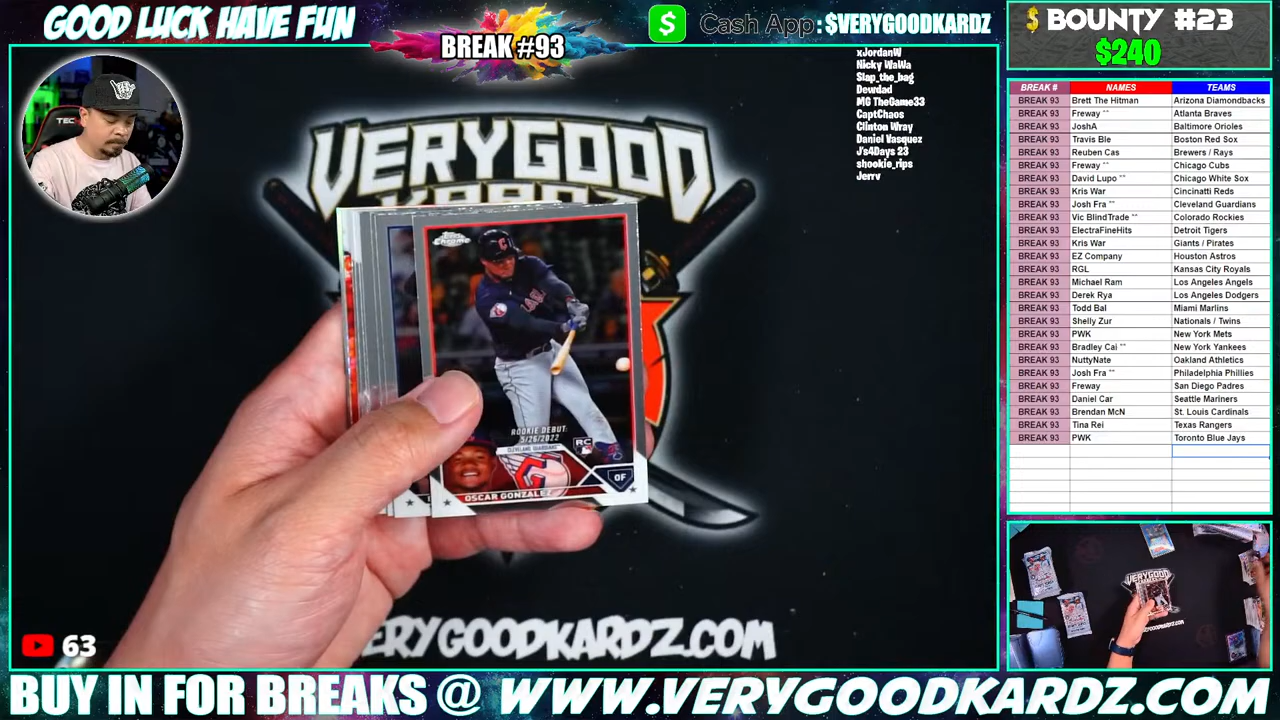 GOOD LUCK HAVE FUN
BREAK #93
$ Cash App : $VERYGOODKARDZ
$ BOUNTY #23
$240
xJordanW
Nicky WaWa
Slap_the_bag
Dewdad
MG TheGame33
CaptChaos
Clinton Wray
Daniel Vasquez
J's4Days 23
shookie_rips
Jerrv
BREAK # NAMES TEAMS
BREAK 93 Brett The Hitman Arizona Diamondbacks
BREAK 93 Freway ** Atlanta Braves
BREAK 93 JoshA Baltimore Orioles
BREAK 93 Travis Ble Boston Red Sox
BREAK 93 Reuben Cas Brewers / Rays
BREAK 93 Freway ** Chicago Cubs
BREAK 93 David Lupo ** Chicago White Sox
BREAK 93 Kris War Cincinatti Reds
BREAK 93 Josh Fra ** Cleveland Guardians
BREAK 93 Vic BlindTrade ** Colorado Rockies
BREAK 93 ElectraFineHits Detroit Tigers
BREAK 93 Kris War Giants / Pirates
BREAK 93 EZ Company Houston Astros
BREAK 93 RGL Kansas City Royals
BREAK 93 Michael Ram Los Angeles Angels
BREAK 93 Derek Rya Los Angeles Dodgers
BREAK 93 Todd Bal Miami Marlins
BREAK 93 Shelly Zur Nationals / Twins
BREAK 93 PWK New York Mets
BREAK 93 Bradley Cai ** New York Yankees
BREAK 93 NuttyNate Oakland Athletics
BREAK 93 Josh Fra ** Philadelphia Phillies
BREAK 93 Freway San Diego Padres
BREAK 93 Daniel Car Seattle Mariners
BREAK 93 Brendan McN St. Louis Cardinals
BREAK 93 Tina Rei Texas Rangers
BREAK 93 PWK Toronto Blue Jays
VERYGOOD
KARDZ
Topps Chrome
ROOKIE DEBUT:
5/26/2022
CLEVELAND GUARDIANS
RC
OF
OSCAR GONZALEZ
VERYGOODKARDZ.COM
63
BUY IN FOR BREAKS @ WWW.VERYGOODKARDZ.COM